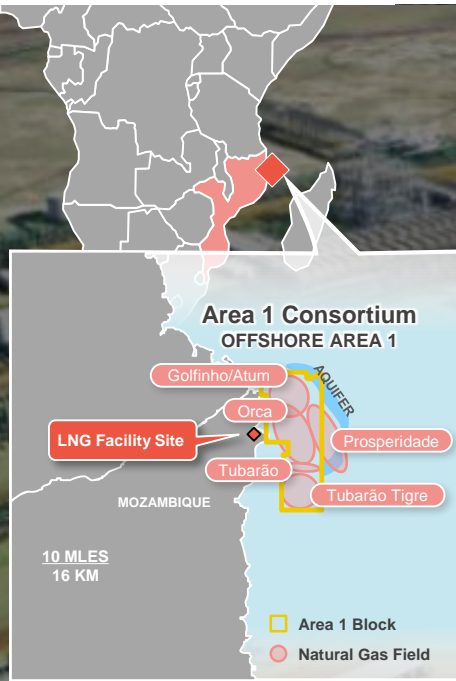 Area 1 Consortium
OFFSHORE AREA 1
AQUIFER
Golfinho/Atum
Orca
LNG Facility Site
Prosperidade
Tubarão
Tubarão Tigre
MOZAMBIQUE
10 MLES
16 KM
Area 1 Block
Natural Gas Field